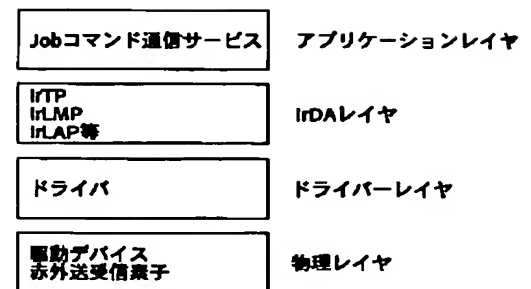 Jobコマンド通信サービス
アプリケーションレイヤ
IrTP
IrLMP
IrLAP等
IrDAレイヤ
ドライバ
ドライバーレイヤ
駆動デバイス
赤外送受信素子
物理レイヤ